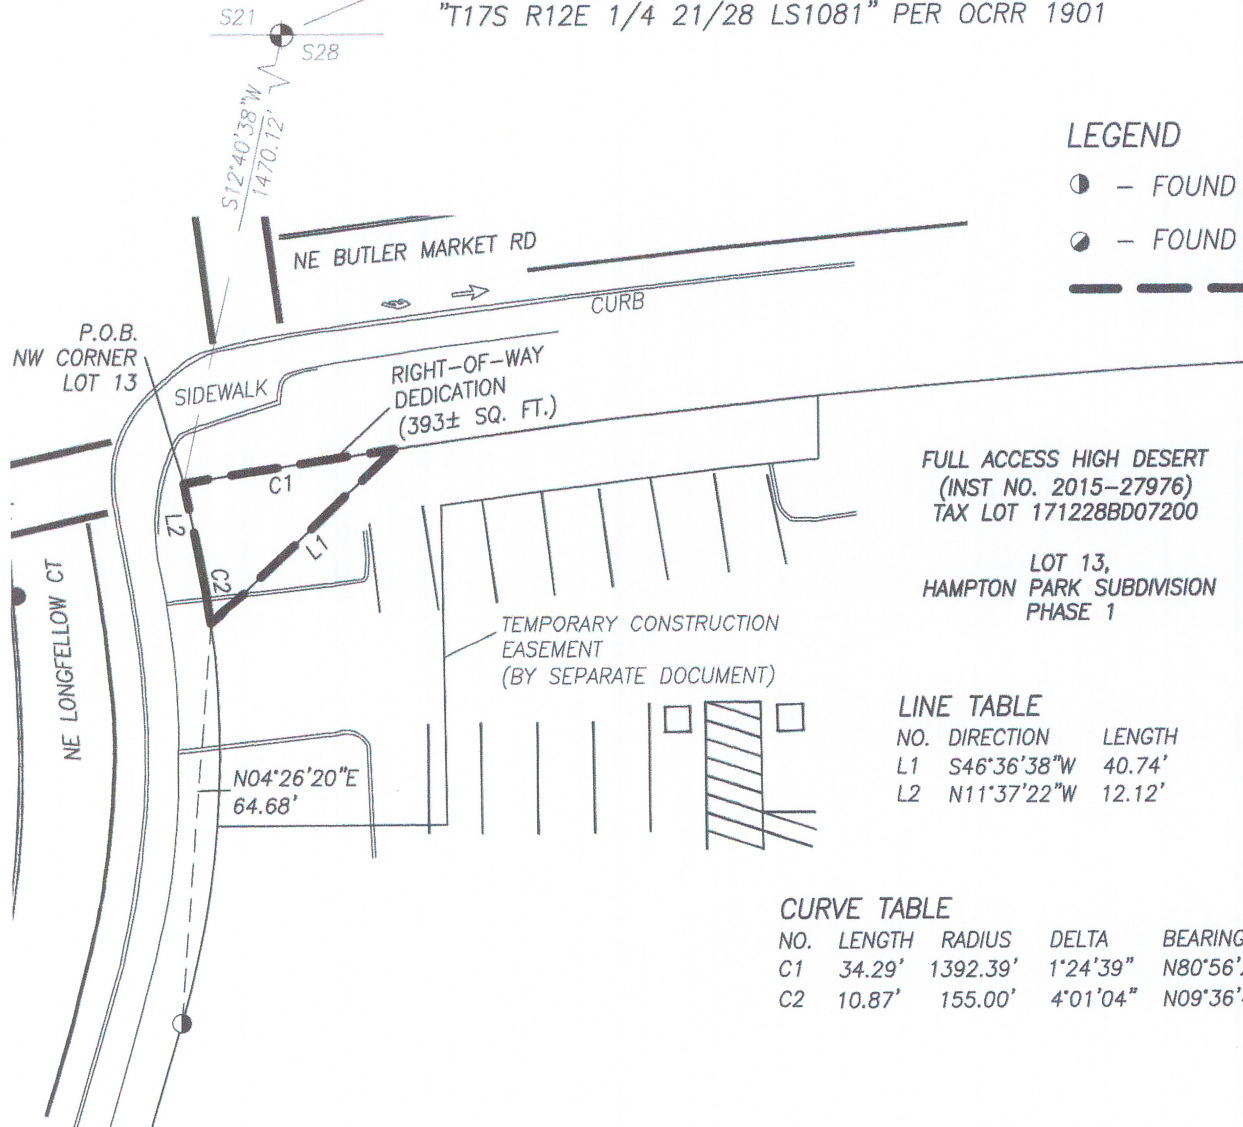 "T17S R12E 1/4 21/28 LS1081" PER OCRR 1901
S21
S28
S12°40'38"W
1470.12'
LEGEND
– FOUND
– FOUND
NE BUTLER MARKET RD
CURB
P.O.B.
NW CORNER
LOT 13
SIDEWALK
RIGHT-OF-WAY
DEDICATION
(393± SQ. FT.)
C1
L2
L1
C2
FULL ACCESS HIGH DESERT
(INST NO. 2015-27976)
TAX LOT 171228BD07200
LOT 13,
HAMPTON PARK SUBDIVISION
PHASE 1
NE LONGFELLOW CT
TEMPORARY CONSTRUCTION
EASEMENT
(BY SEPARATE DOCUMENT)
N04°26'20"E
64.68'
LINE TABLE
NO. DIRECTION LENGTH
L1 S46°36'38"W 40.74'
L2 N11°37'22"W 12.12'
CURVE TABLE
NO. LENGTH RADIUS DELTA BEARING
C1 34.29' 1392.39' 1°24'39" N80°56'
C2 10.87' 155.00' 4°01'04" N09°36'